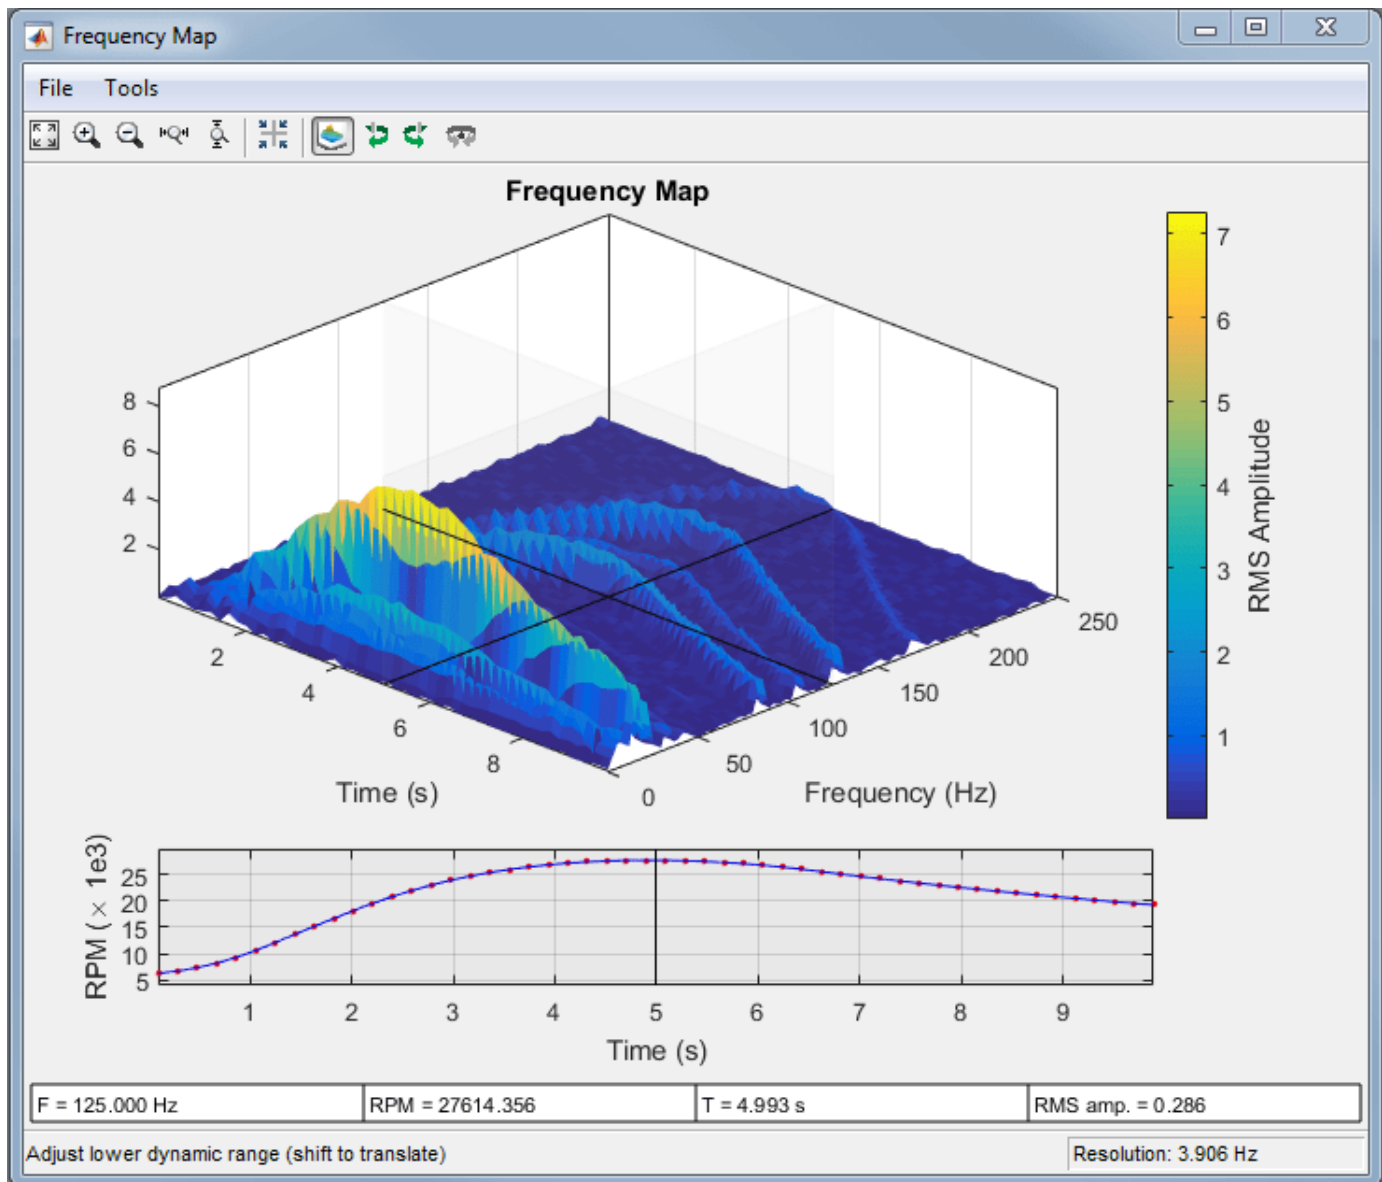 Frequency Map
File Tools
Frequency Map
8
6
4
2
2
4
6
8
Time (s)
0
50
100
150
200
250
Frequency (Hz)
7
6
5
4
3
2
1
RMS Amplitude
RPM ( × 1e3)
25
20
15
10
5
1 2 3 4 5 6 7 8 9
Time (s)
F = 125.000 Hz RPM = 27614.356 T = 4.993 s RMS amp. = 0.286
Adjust lower dynamic range (shift to translate) Resolution: 3.906 Hz